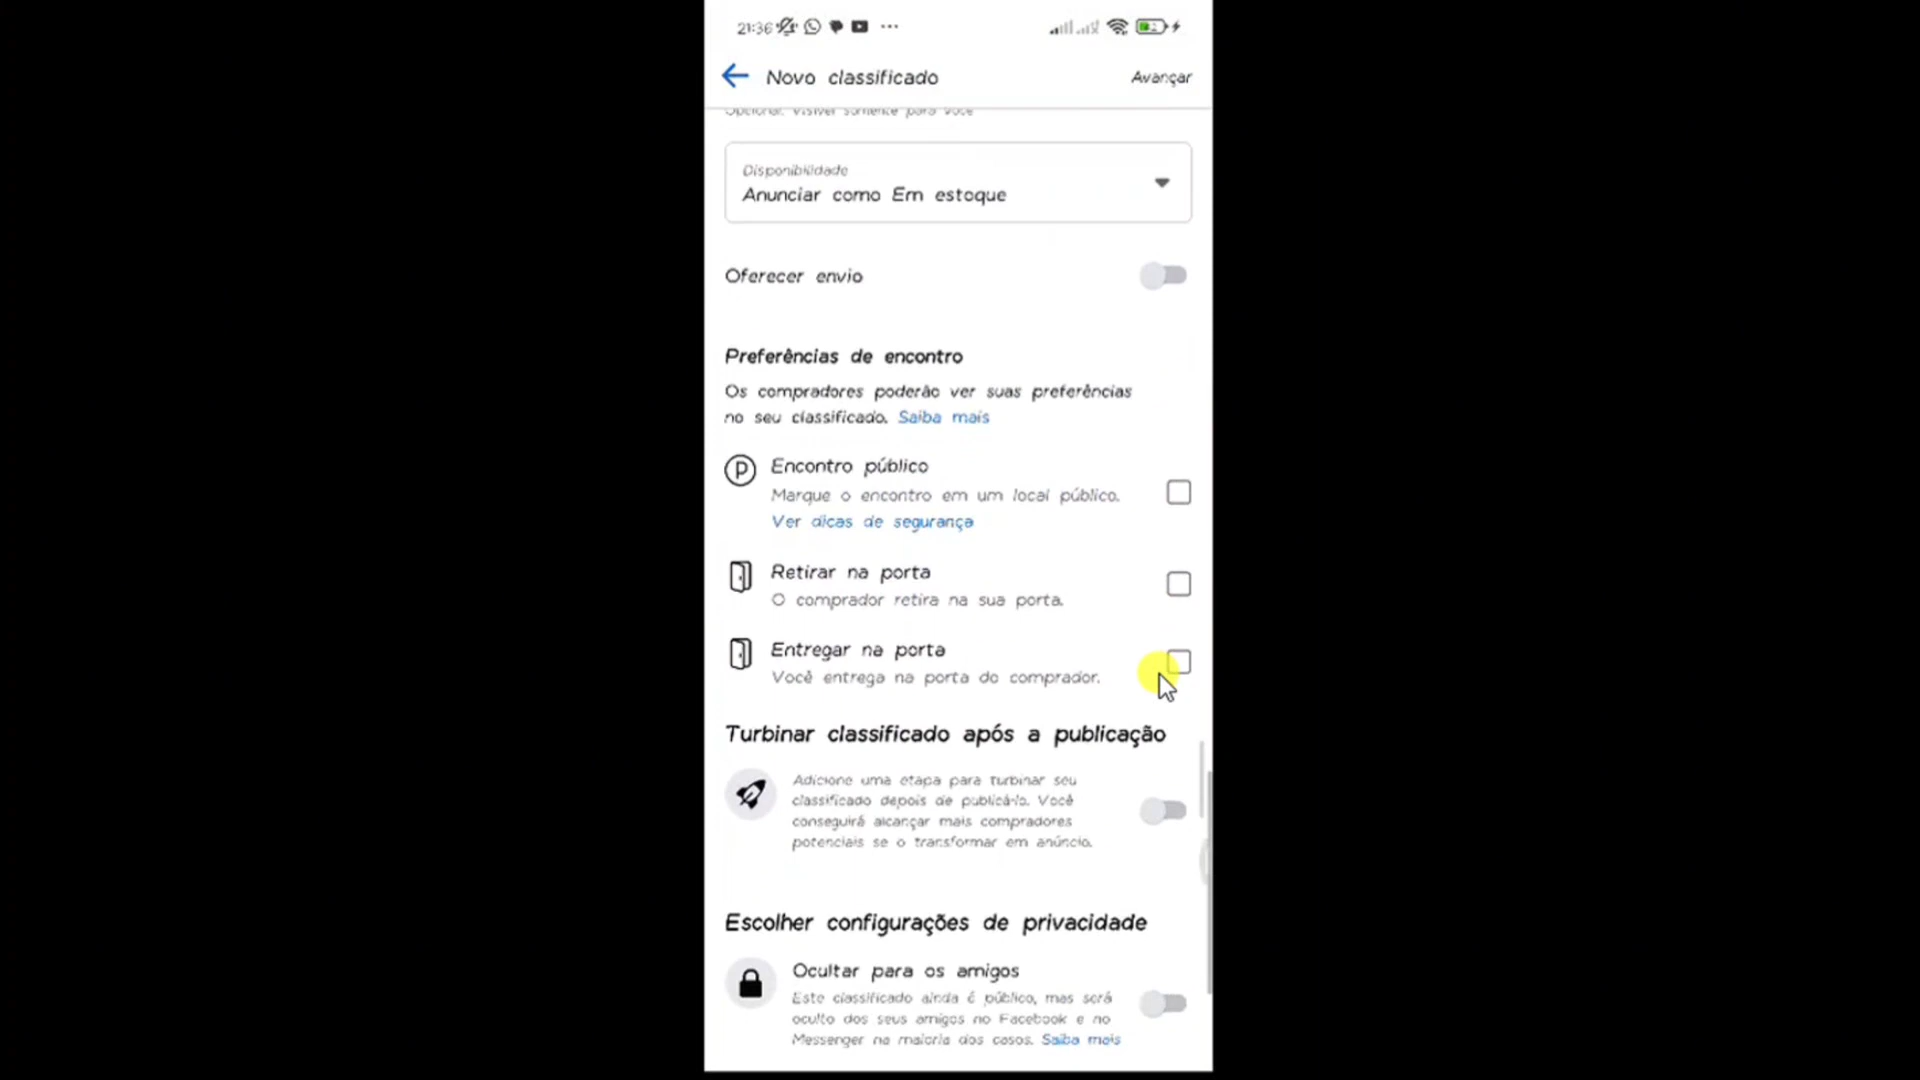 21:36
Novo classificado
Avançar
Opcional. Visível somente para você
Disponibilidade
Anunciar como Em estoque
Oferecer envio
Preferências de encontro
Os compradores poderão ver suas preferências
no seu classificado. Saiba mais
Encontro público
Marque o encontro em um local público.
Ver dicas de segurança
Retirar na porta
O comprador retira na sua porta.
Entregar na porta
Você entrega na porta do comprador.
Turbinar classificado após a publicação
Adicione uma etapa para turbinar seu
classificado depois de publicá-lo. Você
conseguirá alcançar mais compradores
potenciais se o transformar em anúncio.
Escolher configurações de privacidade
Ocultar para os amigos
Este classificado ainda é público, mas será
oculto dos seus amigos no Facebook e no
Messenger na maioria dos casos. Saiba mais